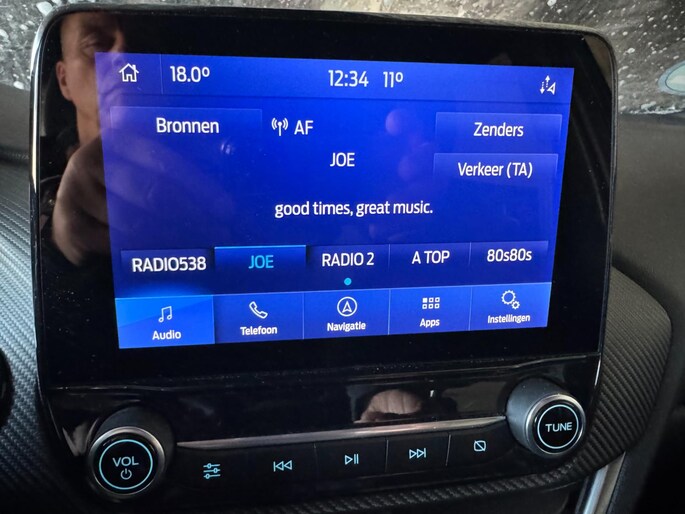 18.0° 12:34 11°
Bronnen AF Zenders
JOE
Verkeer (TA)
good times, great music.
RADIO538 JOE RADIO 2 A TOP 80s80s
Audio Telefoon Navigatie Apps Instellingen
VOL TUNE